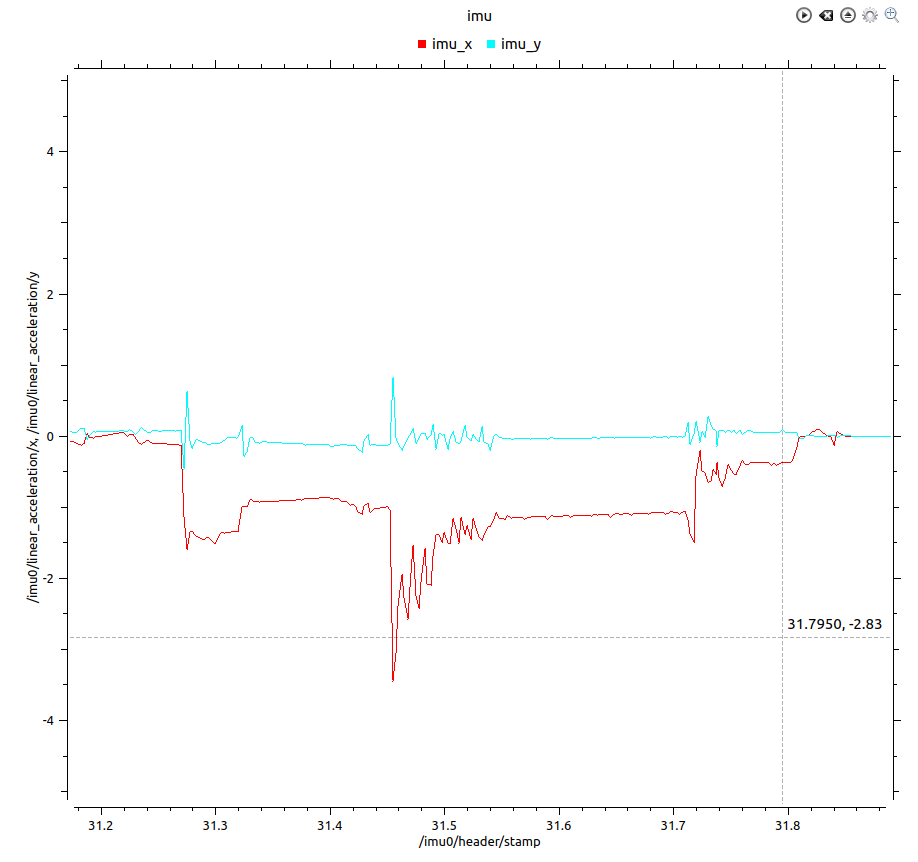 imu
imu_x imu_y
4
2
0
-2
-4
/imu0/linear_acceleration/x, /imu0/linear_acceleration/y
31.7950, -2.83
31.2 31.3 31.4 31.5 31.6 31.7 31.8
/imu0/header/stamp